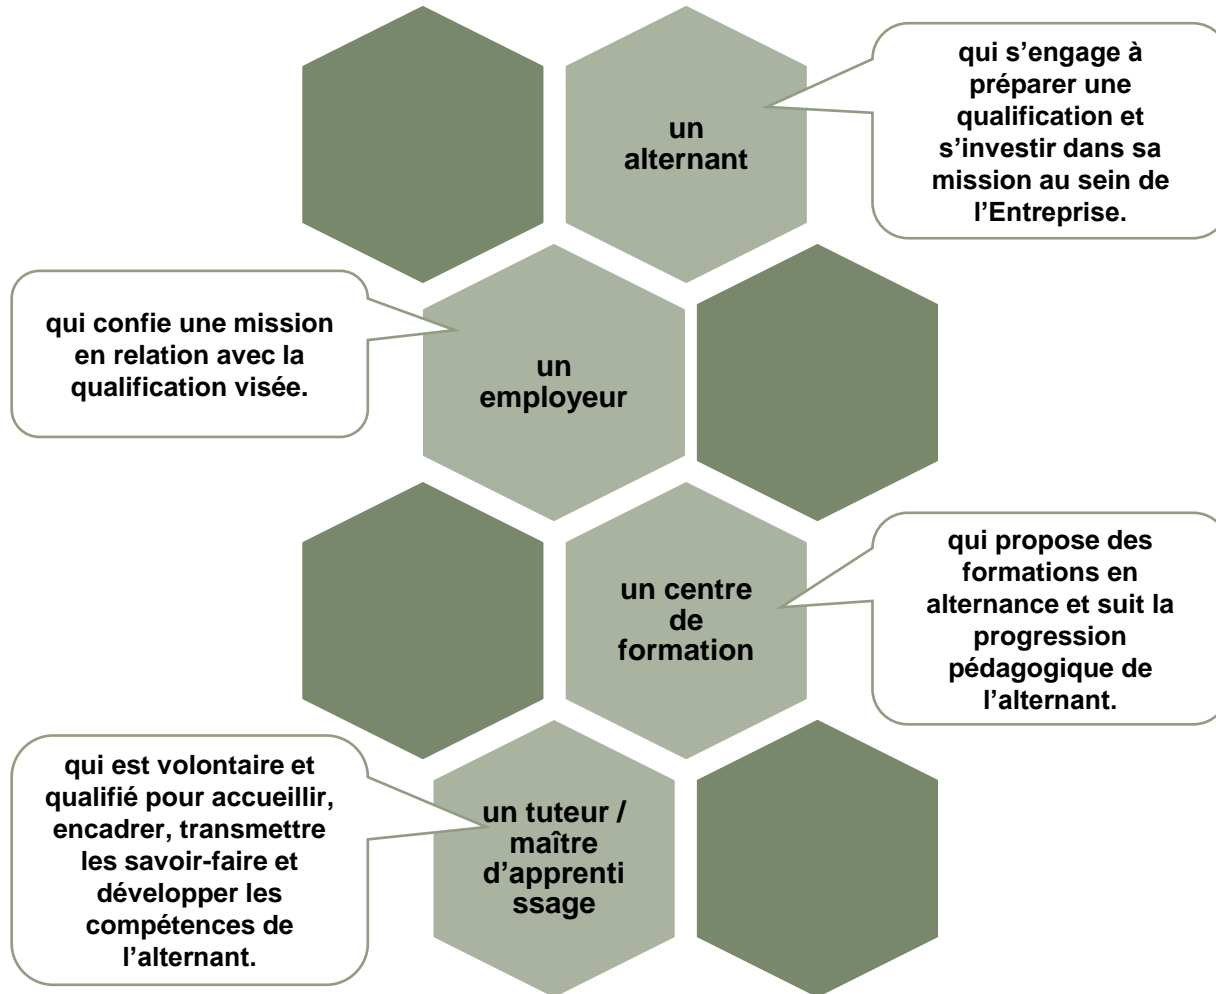 un
alternant
qui s’engage à
préparer une
qualification et
s’investir dans sa
mission au sein de
l’Entreprise.
un
employeur
qui confie une mission
en relation avec la
qualification visée.
un centre
de
formation
qui propose des
formations en
alternance et suit la
progression
pédagogique de
l’alternant.
un tuteur /
maître
d’apprenti
ssage
qui est volontaire et
qualifié pour accueillir,
encadrer, transmettre
les savoir-faire et
développer les
compétences de
l’alternant.